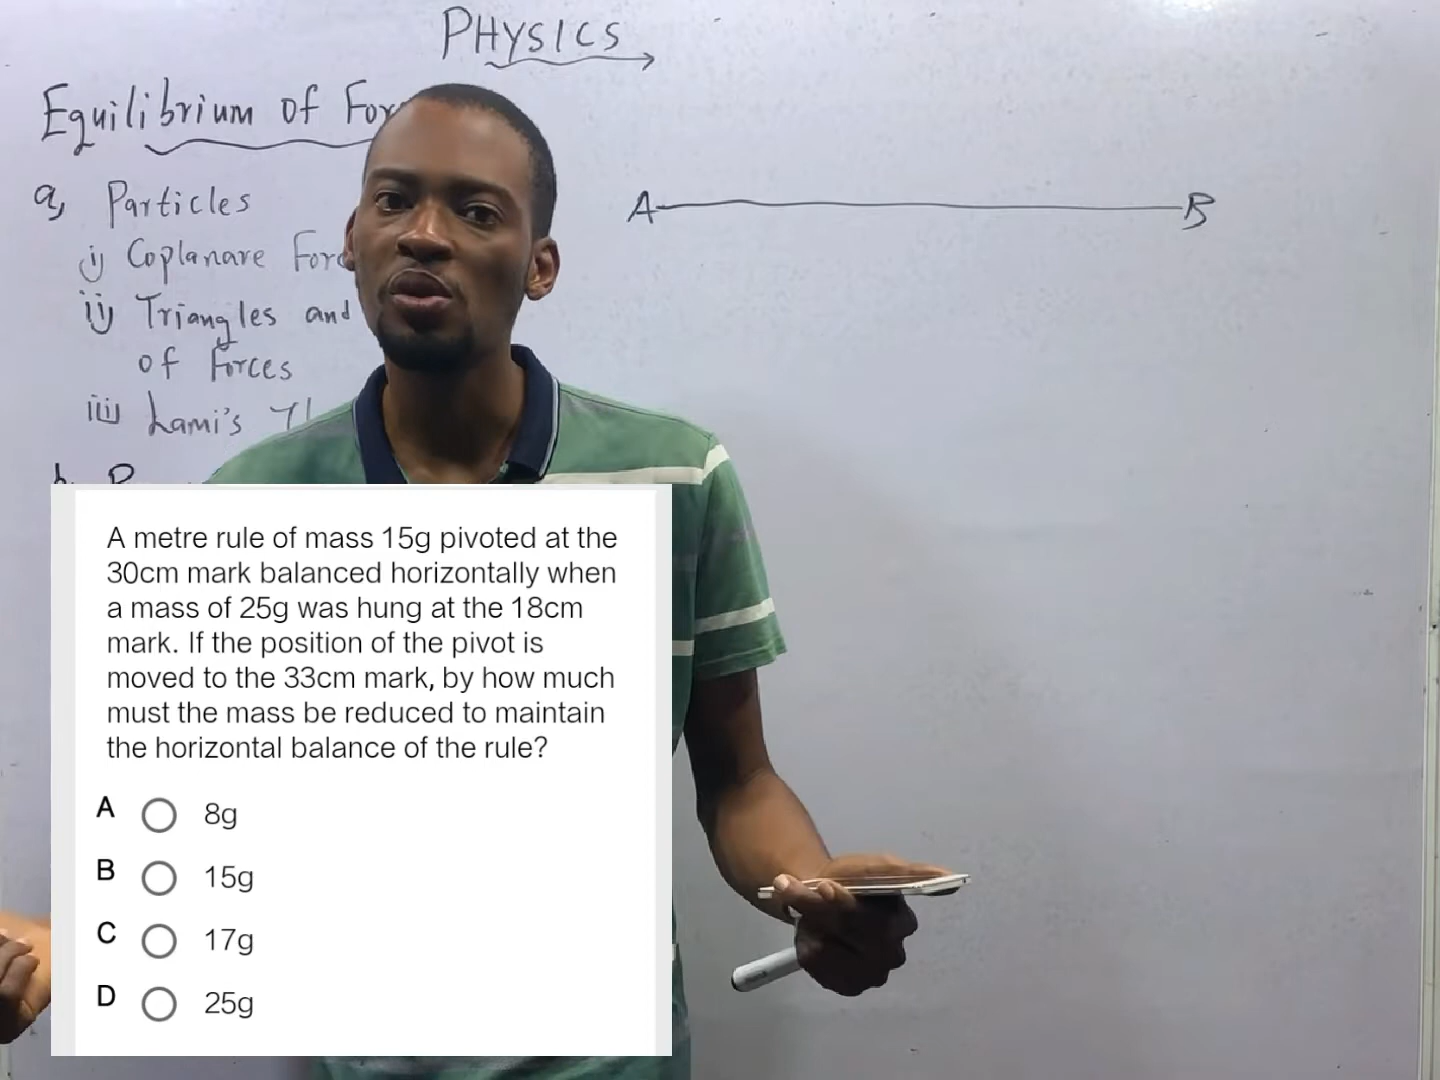 PHYSICS
Equilibrium of
a, Particles
i) Coplanare
ii) Triangles and
of Forces
iii) Lami's
A B
A metre rule of mass 15g pivoted at the
30cm mark balanced horizontally when
a mass of 25g was hung at the 18cm
mark. If the position of the pivot is
moved to the 33cm mark, by how much
must the mass be reduced to maintain
the horizontal balance of the rule?
A 8g
B 15g
C 17g
D 25g